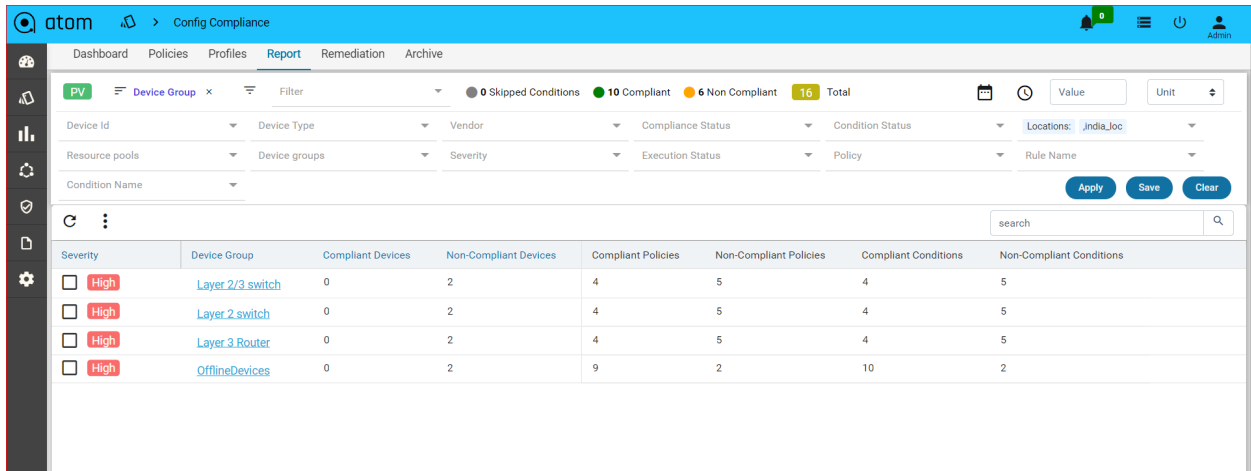 atom > Config Compliance 0
Admin
Dashboard Policies Profiles Report Remediation Archive
PV Device Group × Filter 0 Skipped Conditions 10 Compliant 6 Non Compliant 16 Total Value Unit
Device Id Device Type Vendor Compliance Status Condition Status Locations: ,india_loc
Resource pools Device groups Severity Execution Status Policy Rule Name
Condition Name Apply Save Clear
search
Severity Device Group Compliant Devices Non-Compliant Devices Compliant Policies Non-Compliant Policies Compliant Conditions Non-Compliant Conditions
High Layer 2/3 switch 0 2 4 5 4 5
High Layer 2 switch 0 2 4 5 4 5
High Layer 3 Router 0 2 4 5 4 5
High OfflineDevices 0 2 9 2 10 2